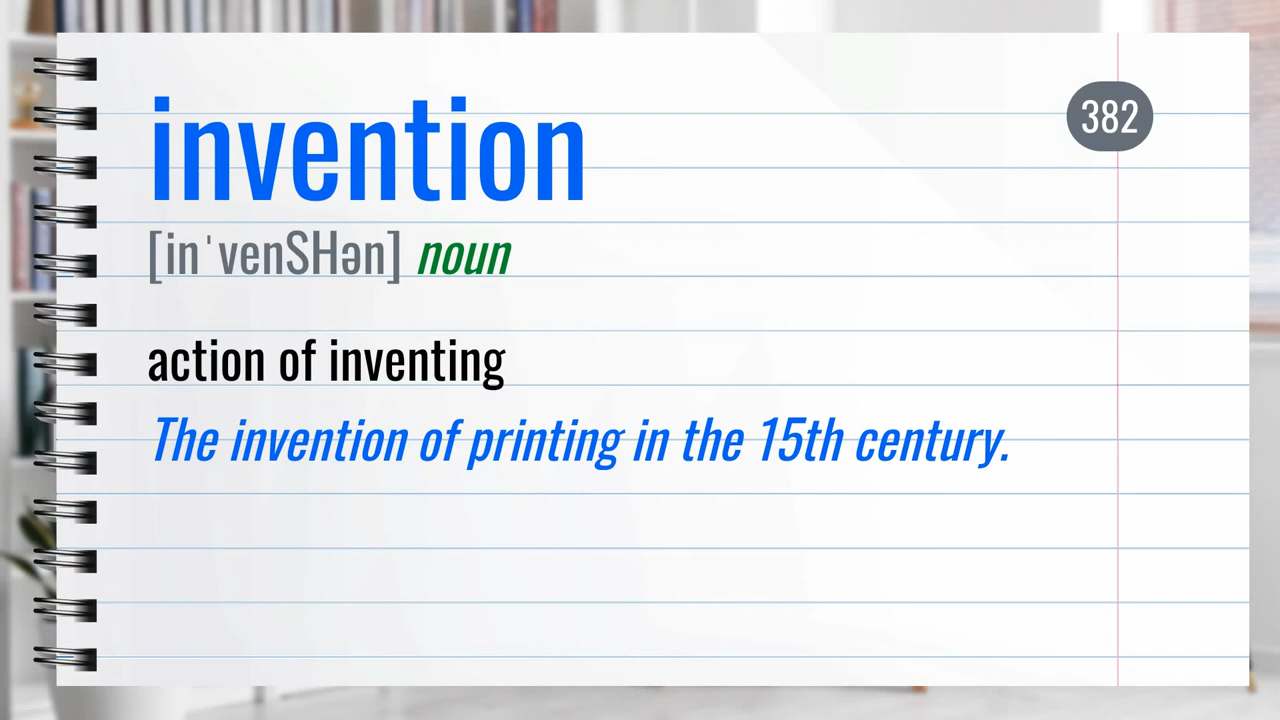 invention
382
[inˈvenSHən] noun
action of inventing
The invention of printing in the 15th century.